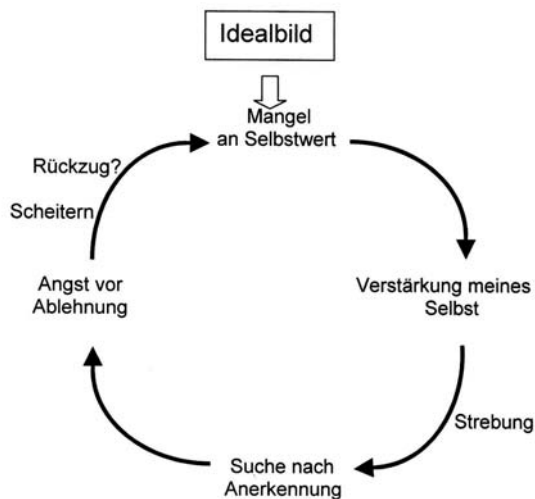 Idealbild
Mangel
an Selbstwert
Rückzug?
Scheitern
Angst vor
Ablehnung
Verstärkung meines
Selbst
Strebung
Suche nach
Anerkennung